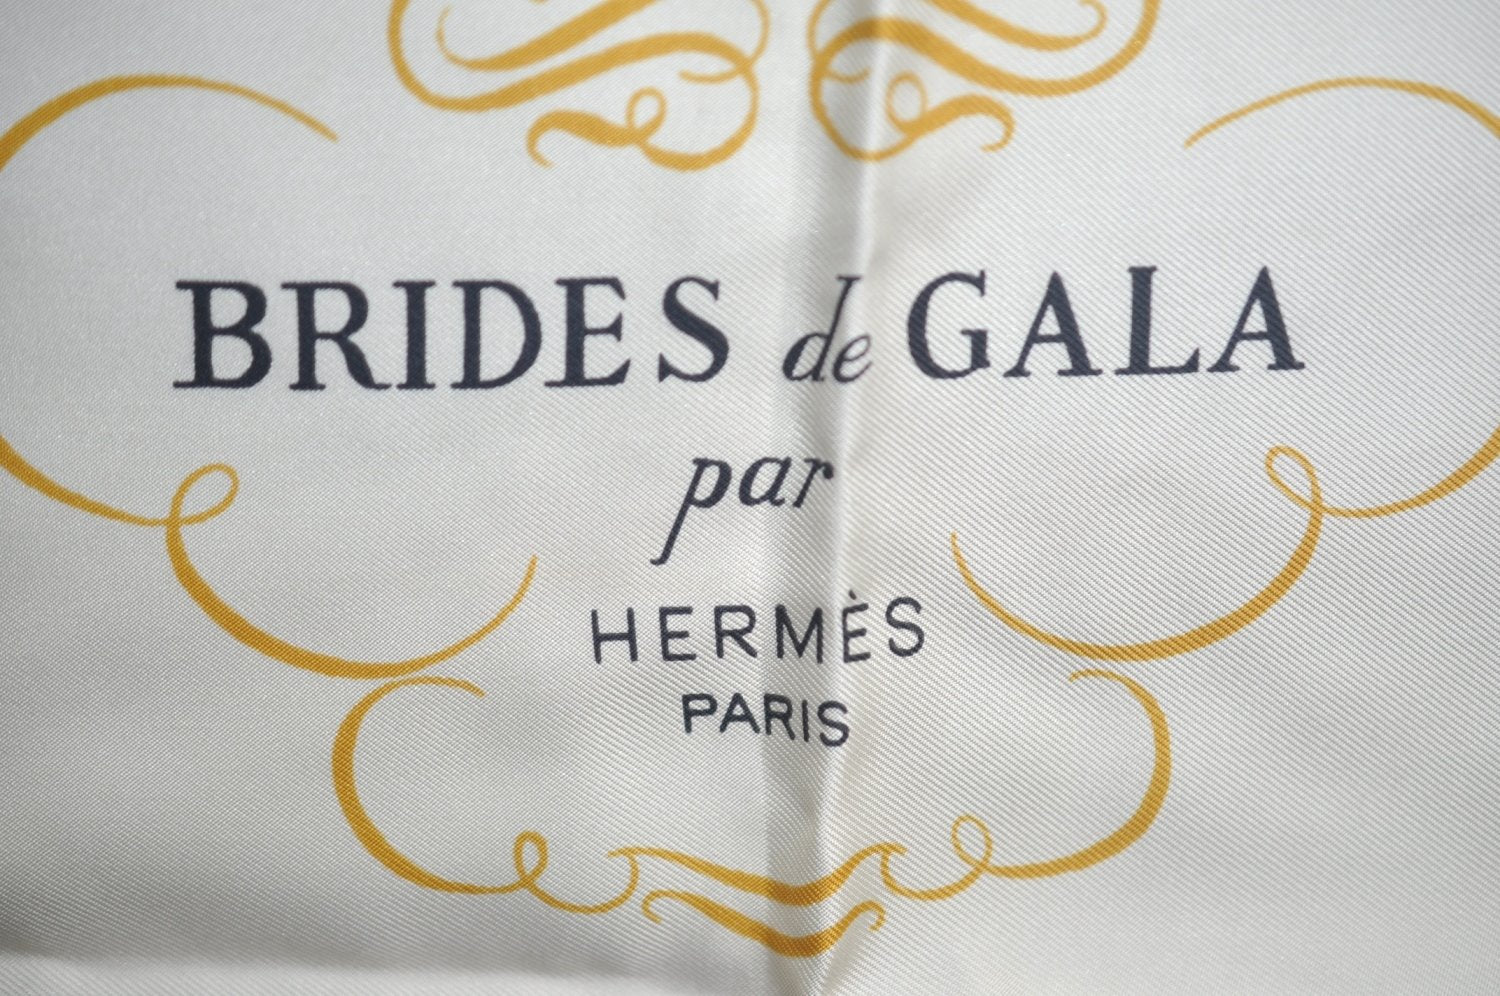 BRIDES de GALA
par
HERMÈS
PARIS